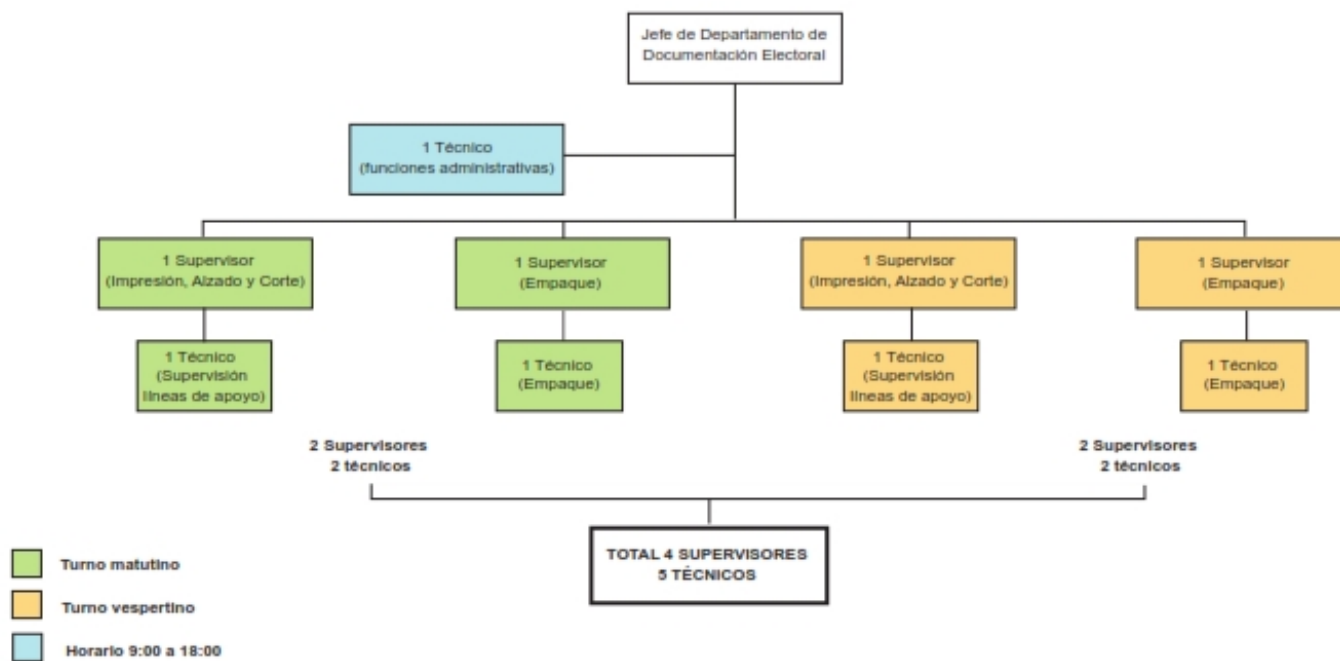 Jefe de Departamento de
Documentación Electoral
1 Técnico
(funciones administrativas)
1 Supervisor
(Impresión, Alzado y Corte)
1 Supervisor
(Empaque)
1 Supervisor
(Impresión, Alzado y Corte)
1 Supervisor
(Empaque)
1 Técnico
(Supervisión
líneas de apoyo)
1 Técnico
(Empaque)
1 Técnico
(Supervisión
líneas de apoyo)
1 Técnico
(Empaque)
2 Supervisores
2 técnicos
2 Supervisores
2 técnicos
TOTAL 4 SUPERVISORES
5 TÉCNICOS
Turno matutino
Turno vespertino
Horario 9:00 a 18:00